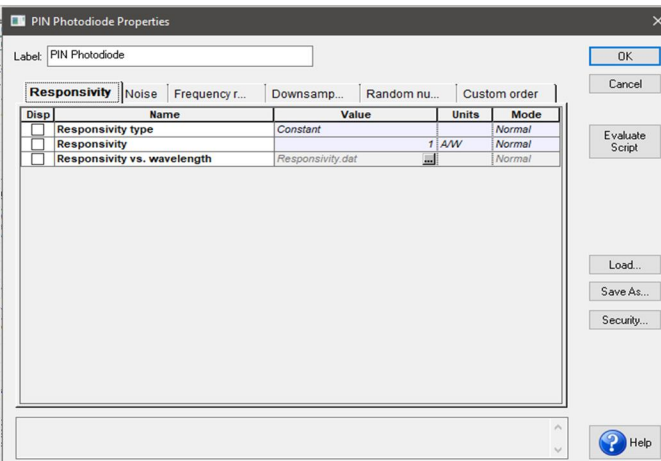 PIN Photodiode Properties
Label: PIN Photodiode
OK
Cancel
Evaluate
Script
Load...
Save As...
Security...
Help
Responsivity Noise Frequency r... Downsamp... Random nu... Custom order
Disp Name Value Units Mode
Responsivity type Constant Normal
Responsivity 1 A/W Normal
Responsivity vs. wavelength Responsivity.dat ... Normal